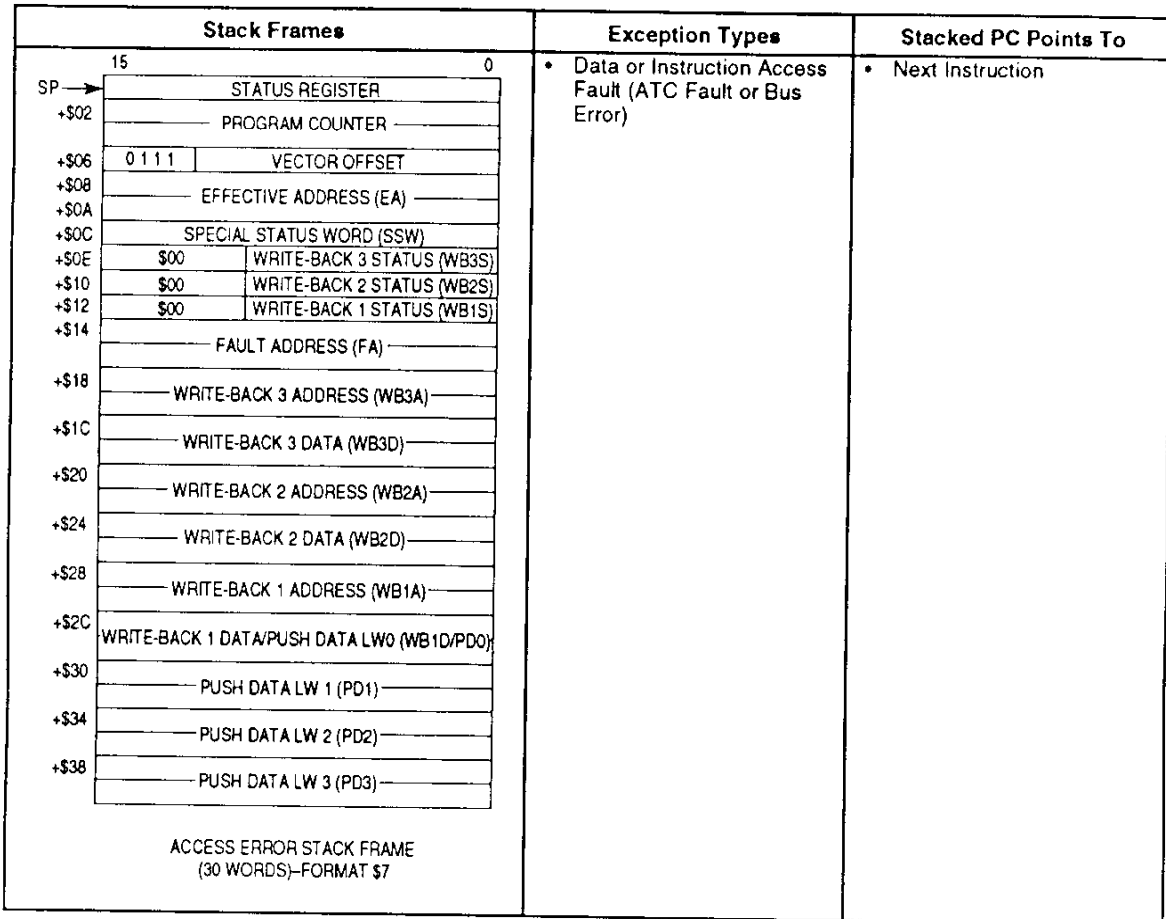 Stack Frames
Exception Types
Stacked PC Points To
15 0
SP
STATUS REGISTER
+$02
PROGRAM COUNTER
+$06 0 1 1 1 VECTOR OFFSET
+$08
EFFECTIVE ADDRESS (EA)
+$0A
+$0C SPECIAL STATUS WORD (SSW)
+$0E $00 WRITE-BACK 3 STATUS (WB3S)
+$10 $00 WRITE-BACK 2 STATUS (WB2S)
+$12 $00 WRITE-BACK 1 STATUS (WB1S)
+$14
FAULT ADDRESS (FA)
+$18
WRITE-BACK 3 ADDRESS (WB3A)
+$1C
WRITE-BACK 3 DATA (WB3D)
+$20
WRITE-BACK 2 ADDRESS (WB2A)
+$24
WRITE-BACK 2 DATA (WB2D)
+$28
WRITE-BACK 1 ADDRESS (WB1A)
+$2C
WRITE-BACK 1 DATA/PUSH DATA LW0 (WB1D/PD0)
+$30
PUSH DATA LW 1 (PD1)
+$34
PUSH DATA LW 2 (PD2)
+$38
PUSH DATA LW 3 (PD3)
ACCESS ERROR STACK FRAME
(30 WORDS)–FORMAT $7
• Data or Instruction Access
Fault (ATC Fault or Bus
Error)
• Next Instruction